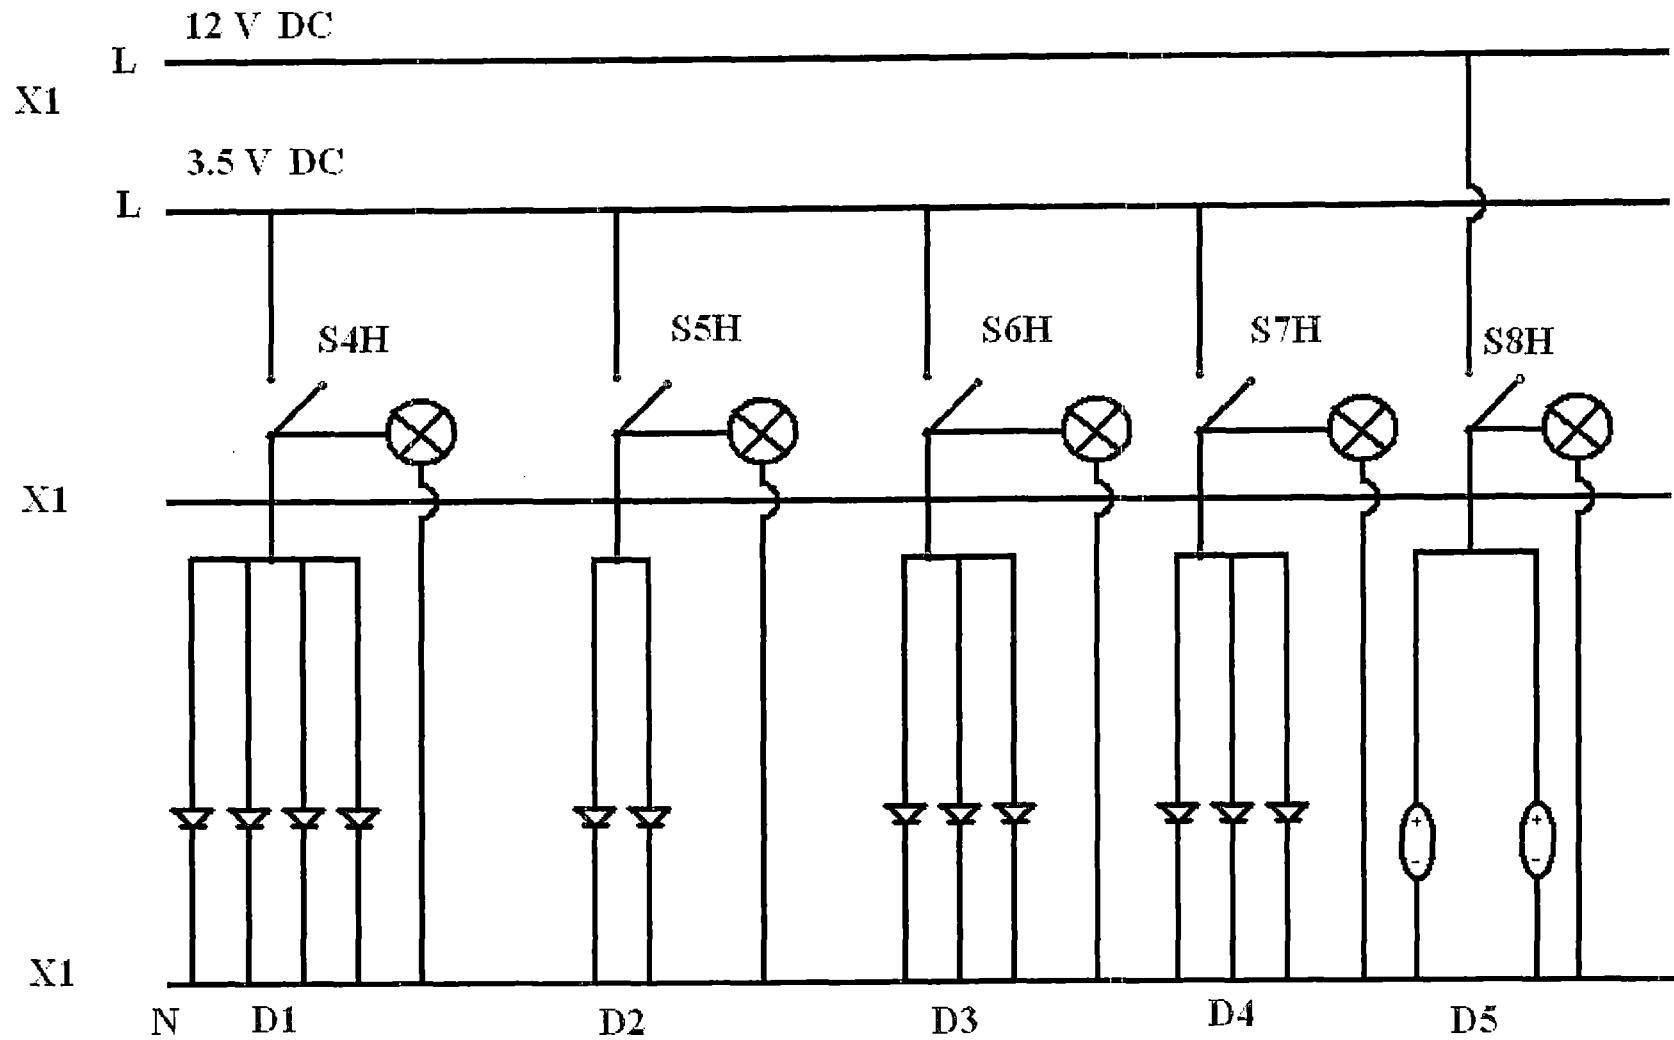 12 V DC
L
X1
3.5 V DC
L
S4H
S5H
S6H
S7H
S8H
X1
+
+
-
-
X1
N
D1
D2
D3
D4
D5